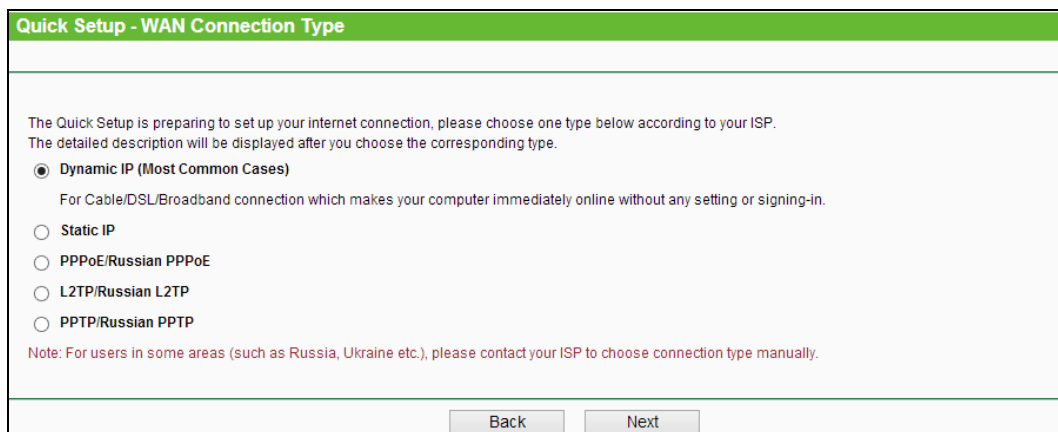 Quick Setup - WAN Connection Type
The Quick Setup is preparing to set up your internet connection, please choose one type below according to your ISP.
The detailed description will be displayed after you choose the corresponding type.
Dynamic IP (Most Common Cases)
For Cable/DSL/Broadband connection which makes your computer immediately online without any setting or signing-in.
Static IP
PPPoE/Russian PPPoE
L2TP/Russian L2TP
PPTP/Russian PPTP
Note: For users in some areas (such as Russia, Ukraine etc.), please contact your ISP to choose connection type manually.
Back Next